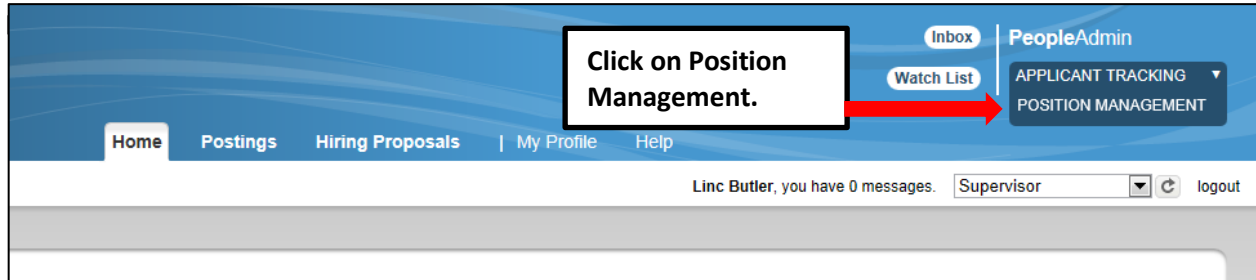 Inbox
PeopleAdmin
Click on Position
Management.
Watch List
APPLICANT TRACKING ▼
POSITION MANAGEMENT
Home Postings Hiring Proposals | My Profile Help
Linc Butler, you have 0 messages. Supervisor logout